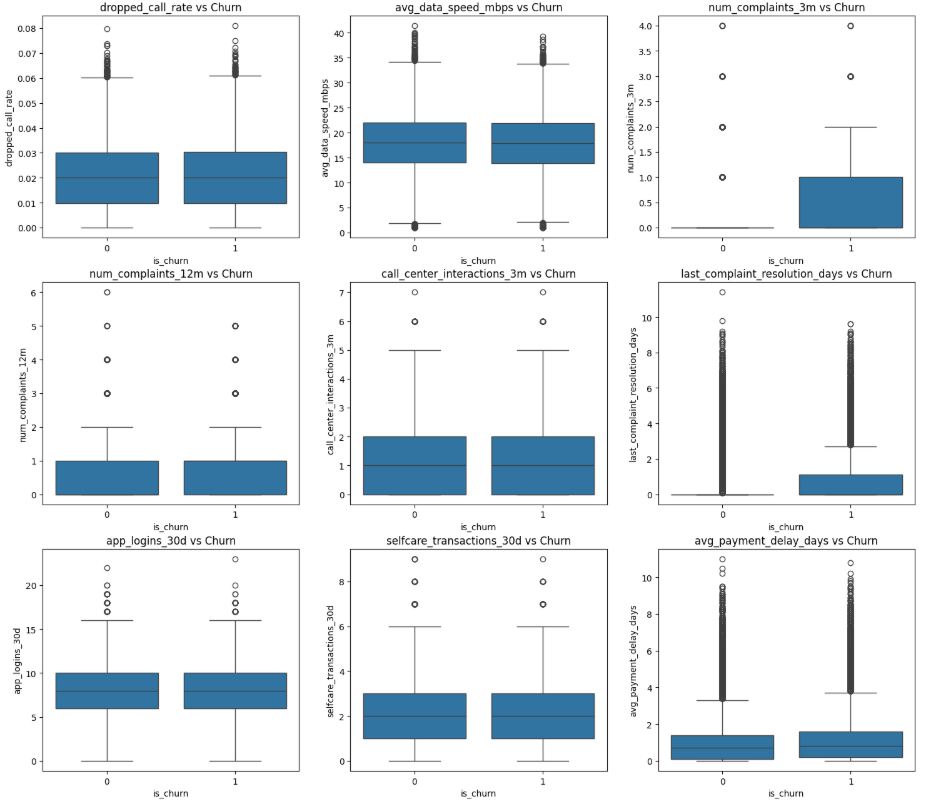 dropped_call_rate vs Churn
0.08
0.07
0.06
0.05
0.04
0.03
0.02
0.01
0.00
dropped_call_rate
0 1
is_churn
avg_data_speed_mbps vs Churn
40
35
30
25
20
15
10
5
0
avg_data_speed_mbps
0 1
is_churn
num_complaints_3m vs Churn
4.0
3.5
3.0
2.5
2.0
1.5
1.0
0.5
0.0
num_complaints_3m
0 1
is_churn
num_complaints_12m vs Churn
6
5
4
3
2
1
0
num_complaints_12m
0 1
is_churn
call_center_interactions_3m vs Churn
7
6
5
4
3
2
1
0
call_center_interactions_3m
0 1
is_churn
last_complaint_resolution_days vs Churn
10
8
6
4
2
0
last_complaint_resolution_days
0 1
is_churn
app_logins_30d vs Churn
20
15
10
5
0
app_logins_30d
0 1
is_churn
selfcare_transactions_30d vs Churn
8
6
4
2
0
selfcare_transactions_30d
0 1
is_churn
avg_payment_delay_days vs Churn
10
8
6
4
2
0
avg_payment_delay_days
0 1
is_churn